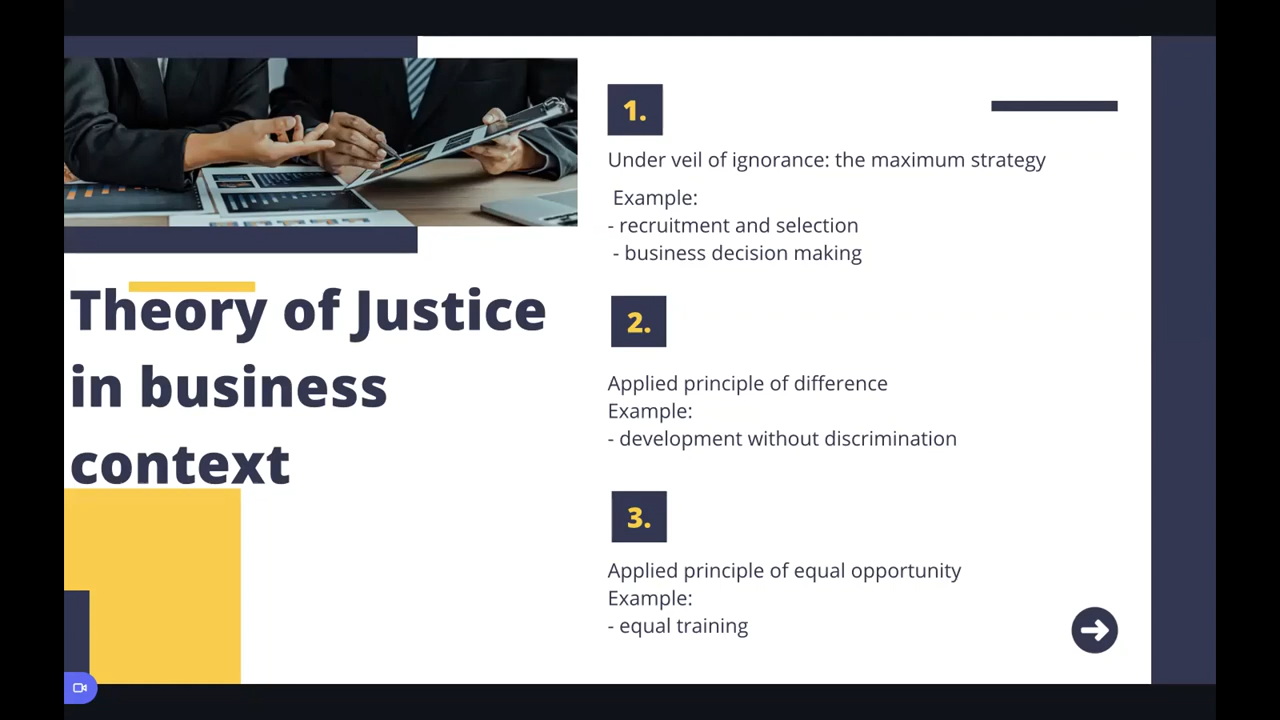 Theory of Justice
in business
context
1.
Under veil of ignorance: the maximum strategy
Example:
- recruitment and selection
- business decision making
2.
Applied principle of difference
Example:
- development without discrimination
3.
Applied principle of equal opportunity
Example:
- equal training